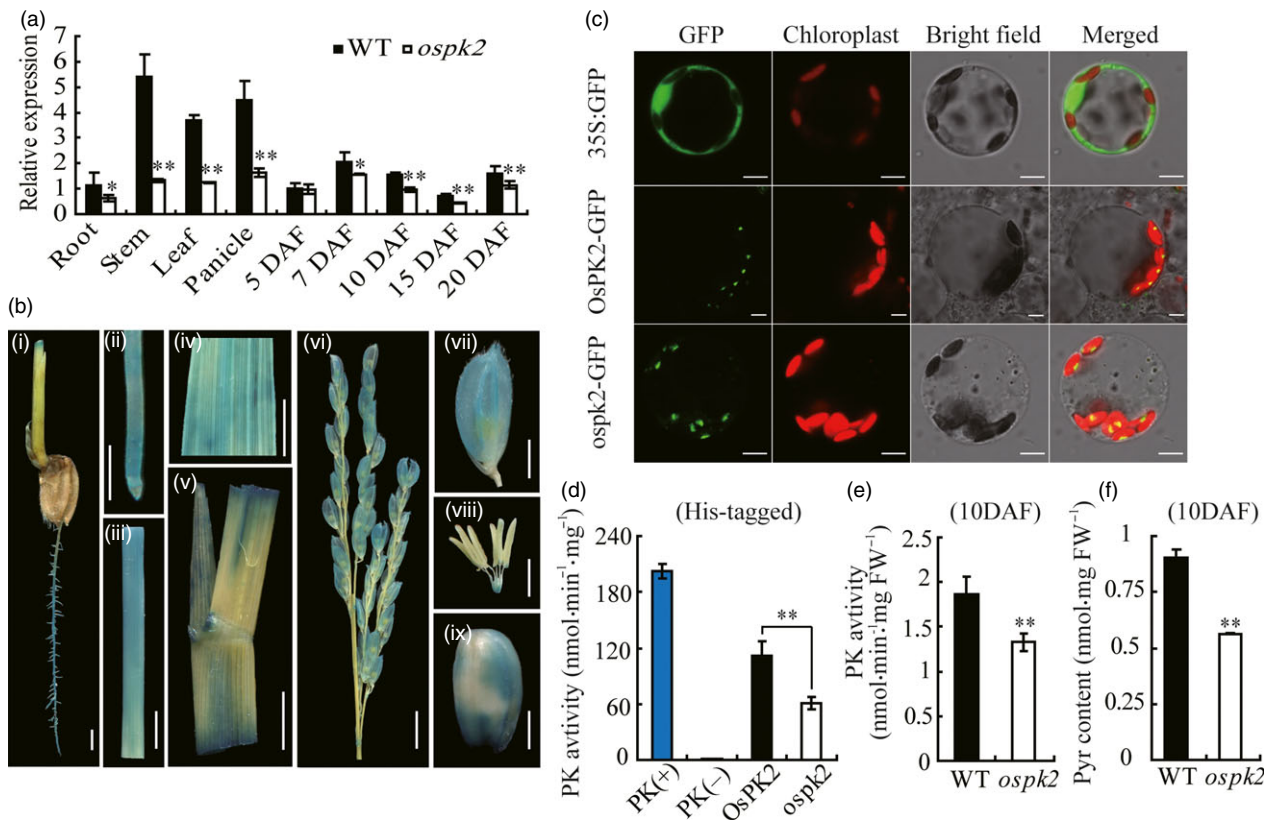 (a)
7
6
5
4
3
2
1
0
Relative expression
WT ospk2
*
**
**
**
*
**
**
**
Root
Stem
Leaf
Panicle
5 DAF
7 DAF
10 DAF
15 DAF
20 DAF
(b)
(i)
(ii)
(iii)
(iv)
(v)
(vi)
(vii)
(viii)
(ix)
(c)
GFP Chloroplast Bright field Merged
35S:GFP
OsPK2-GFP
ospk2-GFP
(d)
(His-tagged)
PK avtivity (nmol·min⁻¹·mg⁻¹)
240
180
120
60
0
**
PK(+)
PK(−)
OsPK2
ospk2
(e)
(10DAF)
PK avtivity
(nmol·min⁻¹·mg FW⁻¹)
2.5
2
1.5
1
0.5
0
**
WT ospk2
(f)
(10DAF)
Pyr content (nmol·mg FW⁻¹)
1
0.75
0.5
0.25
0
**
WT ospk2